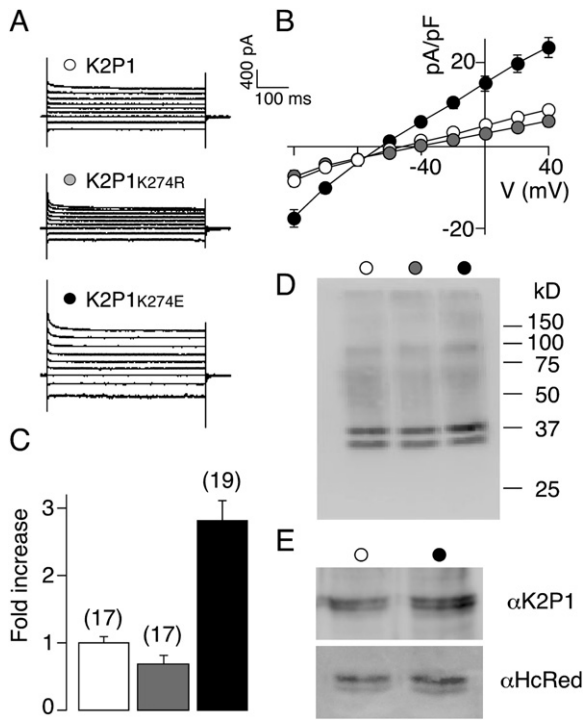 A
K2P1
400 pA
100 ms
K2P1K274R
K2P1K274E
B
pA/pF
20
-40
40
V (mV)
-20
C
Fold increase
3
2
1
0
(17)
(17)
(19)
D
kD
150
100
75
50
37
25
E
αK2P1
αHcRed